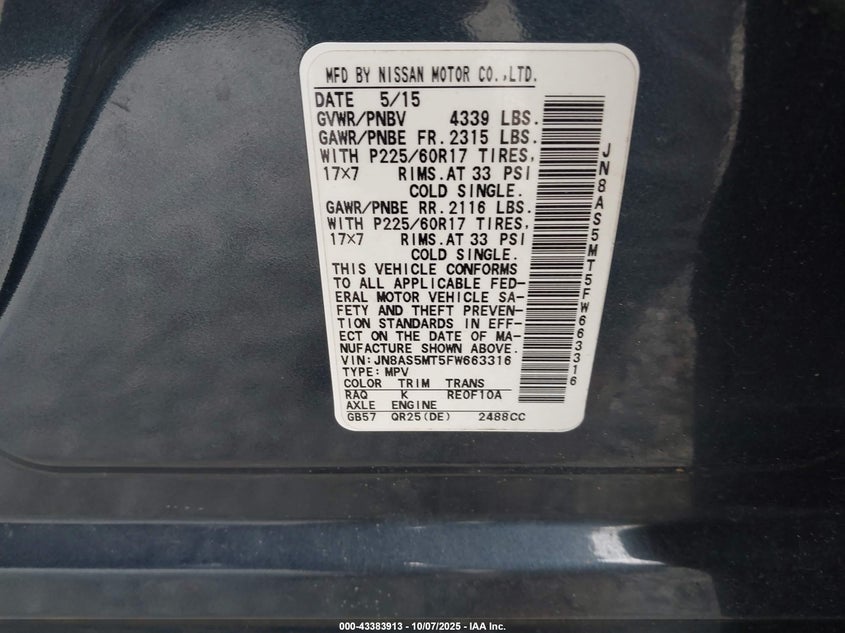 MFD BY NISSAN MOTOR CO.,LTD.
DATE 5/15
GVWR/PNBV 4339 LBS.
GAWR/PNBE FR. 2315 LBS.
WITH P225/60R17 TIRES,
17×7 RIMS. AT 33 PSI
COLD SINGLE.
GAWR/PNBE RR. 2116 LBS.
WITH P225/60R17 TIRES,
17×7 RIMS. AT 33 PSI
COLD SINGLE.
THIS VEHICLE CONFORMS
TO ALL APPLICABLE FED-
ERAL MOTOR VEHICLE SA-
FETY AND THEFT PREVEN-
TION STANDARDS IN EFF-
ECT ON THE DATE OF MA-
NUFACTURE SHOWN ABOVE.
VIN:JN8AS5MT5FW663316
TYPE: MPV
COLOR TRIM TRANS
RAQ K RE0F10A
AXLE ENGINE
GB57 QR25(DE) 2488CC
JN8AS5MT5FW663316
000-43383913 - 10/07/2025 - IAA Inc.